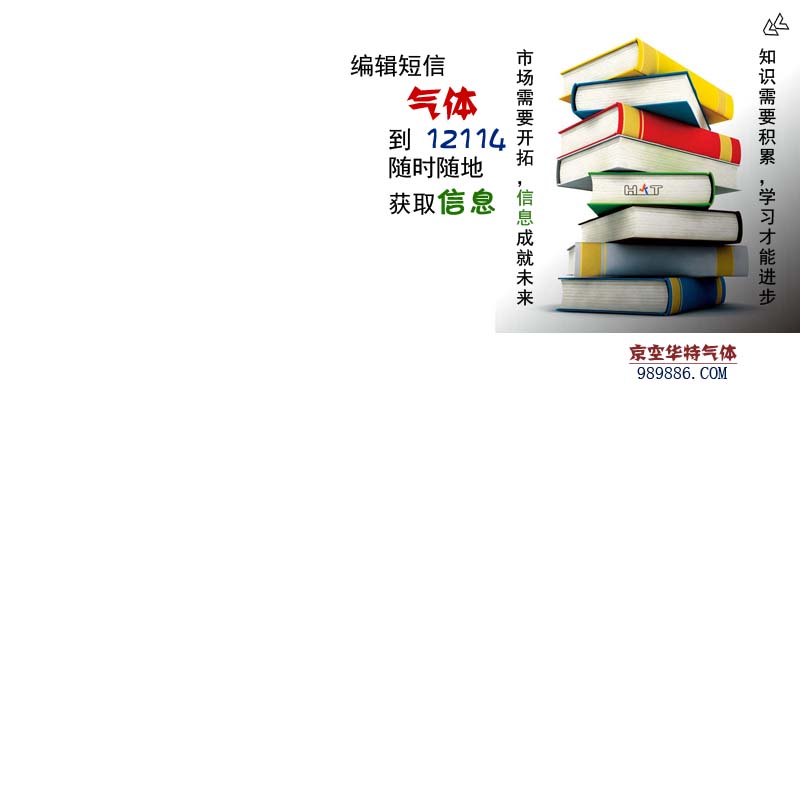 编辑短信
气体
到 12114
随时随地
获取信息
市场需要开拓，信息成就未来
HAT
知识需要积累，学习才能进步
京空华特气体
989886.COM